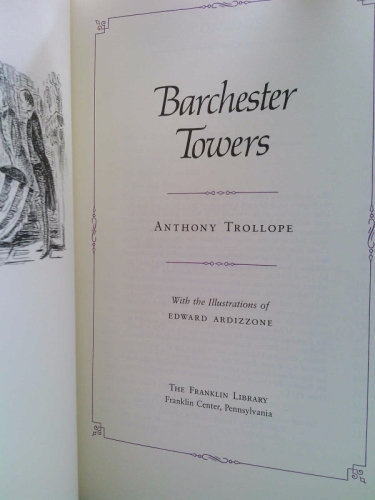 Barchester
Towers
ANTHONY TROLLOPE
With the Illustrations of
EDWARD ARDIZZONE
THE FRANKLIN LIBRARY
Franklin Center, Pennsylvania